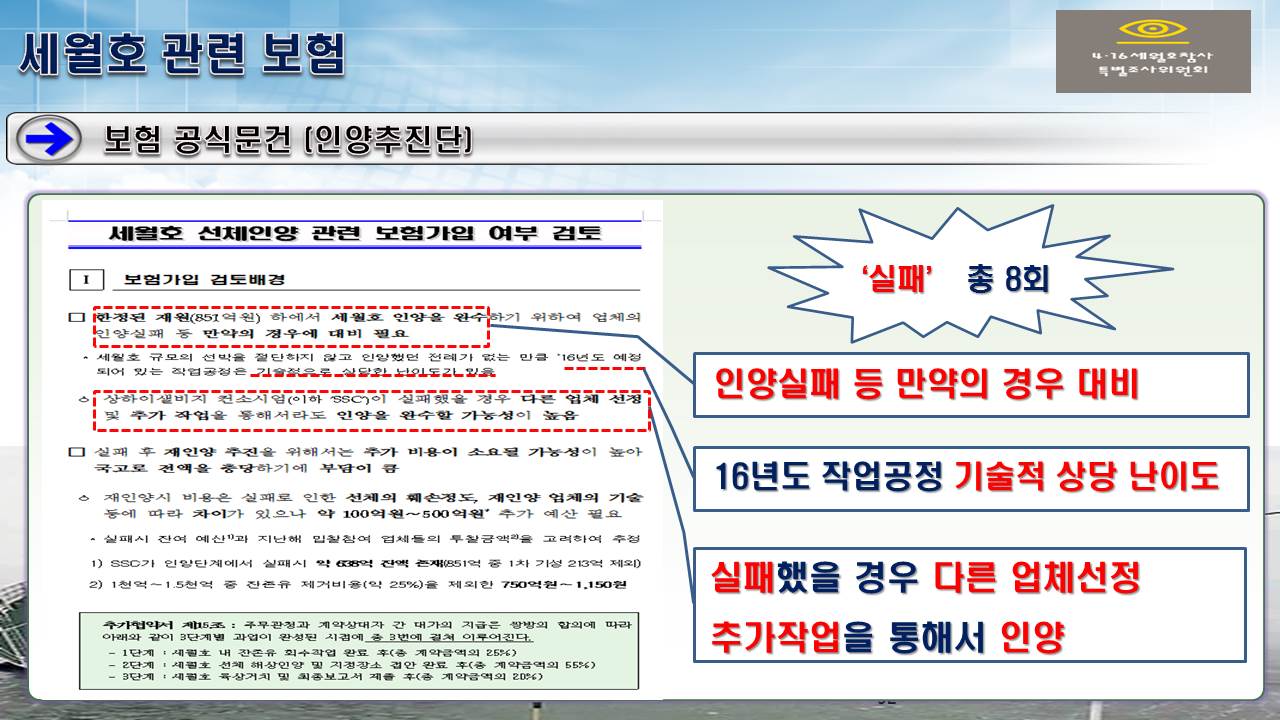 세월호 관련 보험
4·16세월호참사
특별조사위원회
보험 공식문건 (인양추진단)
세월호 선체인양 관련 보험가입 여부 검토
Ⅰ 보험가입 검토배경
□ 한정된 재원(851억원) 하에서 세월호 인양을 완수하기 위하여 업체의
인양실패 등 만약의 경우에 대비 필요
* 세월호 규모의 선박을 절단하지 않고 인양했던 전례가 없는 만큼 '16년도 예정
되어 있는 작업공정은 기술적으로 상당한 난이도가 있음
ㅇ 상하이샐비지 컨소시엄(이하 'SSC')이 실패했을 경우 다른 업체 선정
및 추가 작업을 통해서라도 인양을 완수할 가능성이 높음
□ 실패 후 재인양 추진을 위해서는 추가 비용이 소요될 가능성이 높아
국고로 전액을 충당하기에 부담이 큼
ㅇ 재인양시 비용은 실패로 인한 선체의 훼손정도, 재인양 업체의 기술
등에 따라 차이가 있으나 약 100억원~500억원* 추가 예산 필요
* 실패시 잔여 예산1)과 지난해 입찰참여 업체들의 투찰금액2)을 고려하여 추정
1) SSC가 인양단계에서 실패시 약 638억 잔액 존재(851억 중 1차 기성 213억 제외)
2) 1천억~1.5천억 중 잔존유 제거비용(약 25%)을 제외한 750억원~1,150원
추가협약서 제15조 : 주무관청과 계약상대자 간 대가의 지급은 쌍방의 합의에 따라
아래와 같이 3단계별 과업이 완성된 시점에 총 3번에 걸쳐 이루어진다.
- 1단계 : 세월호 내 잔존유 회수작업 완료 후(총 계약금액의 25%)
- 2단계 : 세월호 선체 해상인양 및 지정장소 접안 완료 후(총 계약금액의 55%)
- 3단계 : 세월호 육상거치 및 최종보고서 제출 후(총 계약금액의 20%)
'실패' 총 8회
인양실패 등 만약의 경우 대비
16년도 작업공정 기술적 상당 난이도
실패했을 경우 다른 업체선정
추가작업을 통해서 인양